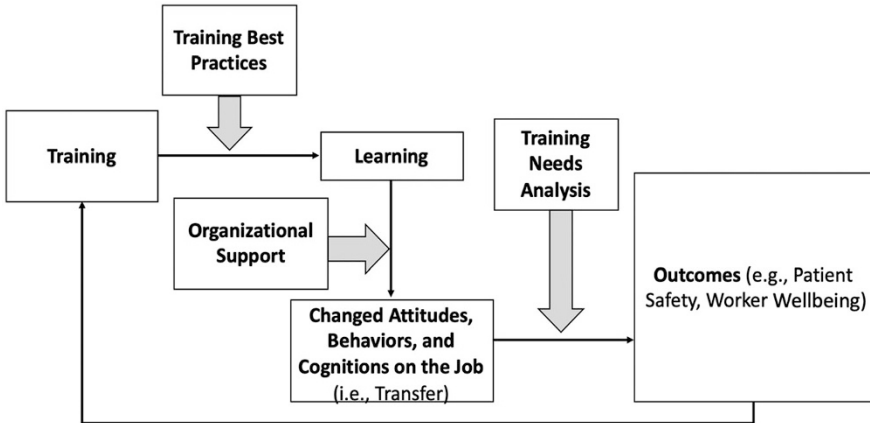 Training Best
Practices
Training
Learning
Training
Needs
Analysis
Organizational
Support
Outcomes (e.g., Patient
Safety, Worker Wellbeing)
Changed Attitudes,
Behaviors, and
Cognitions on the Job
(i.e., Transfer)